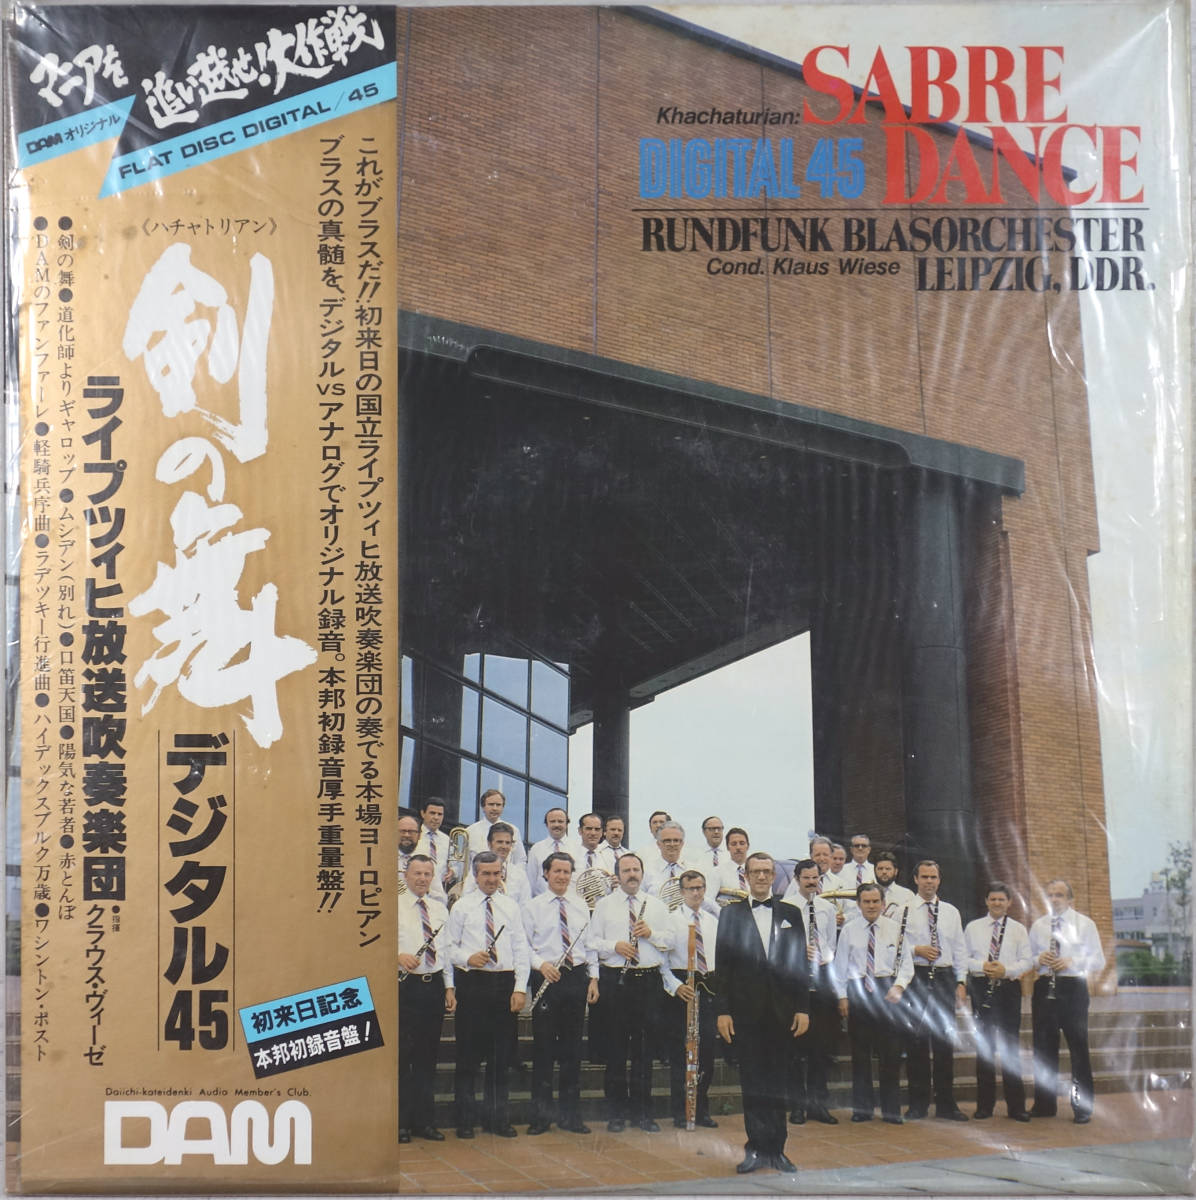 マニアを
追い越せ!大作戦
DAMオリジナル
FLAT DISC DIGITAL/45
これがブラスだ!!初来日の国立ライプツィヒ放送吹奏楽団の奏でる本場ヨーロピアン
ブラスの真髄を、デジタルvsアナログでオリジナル録音。本邦初録音厚手重量盤!!
《ハチャトリアン》
剣の舞
デジタル45
ライプツィヒ放送吹奏楽団 ●指揮 クラウス・ヴィーゼ
●剣の舞●道化師よりギャロップ●ムシデン(別れ)●口笛天国●陽気な若者●赤とんぼ
●DAMのファンファーレ●軽騎兵序曲●ラデツキー行進曲●ハイデックスブルク万歳●ワシントン・ポスト
初来日記念
本邦初録音盤!
Daiichi-kateidenki Audio Member's Club.
DAM
Khachaturian: SABRE
DIGITAL 45 DANCE
RUNDFUNK BLASORCHESTER
Cond. Klaus Wiese LEIPZIG, DDR.